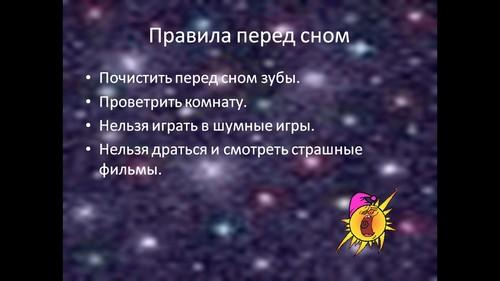 Правила перед сном
• Почистить перед сном зубы.
• Проветрить комнату.
• Нельзя играть в шумные игры.
• Нельзя драться и смотреть страшные
фильмы.